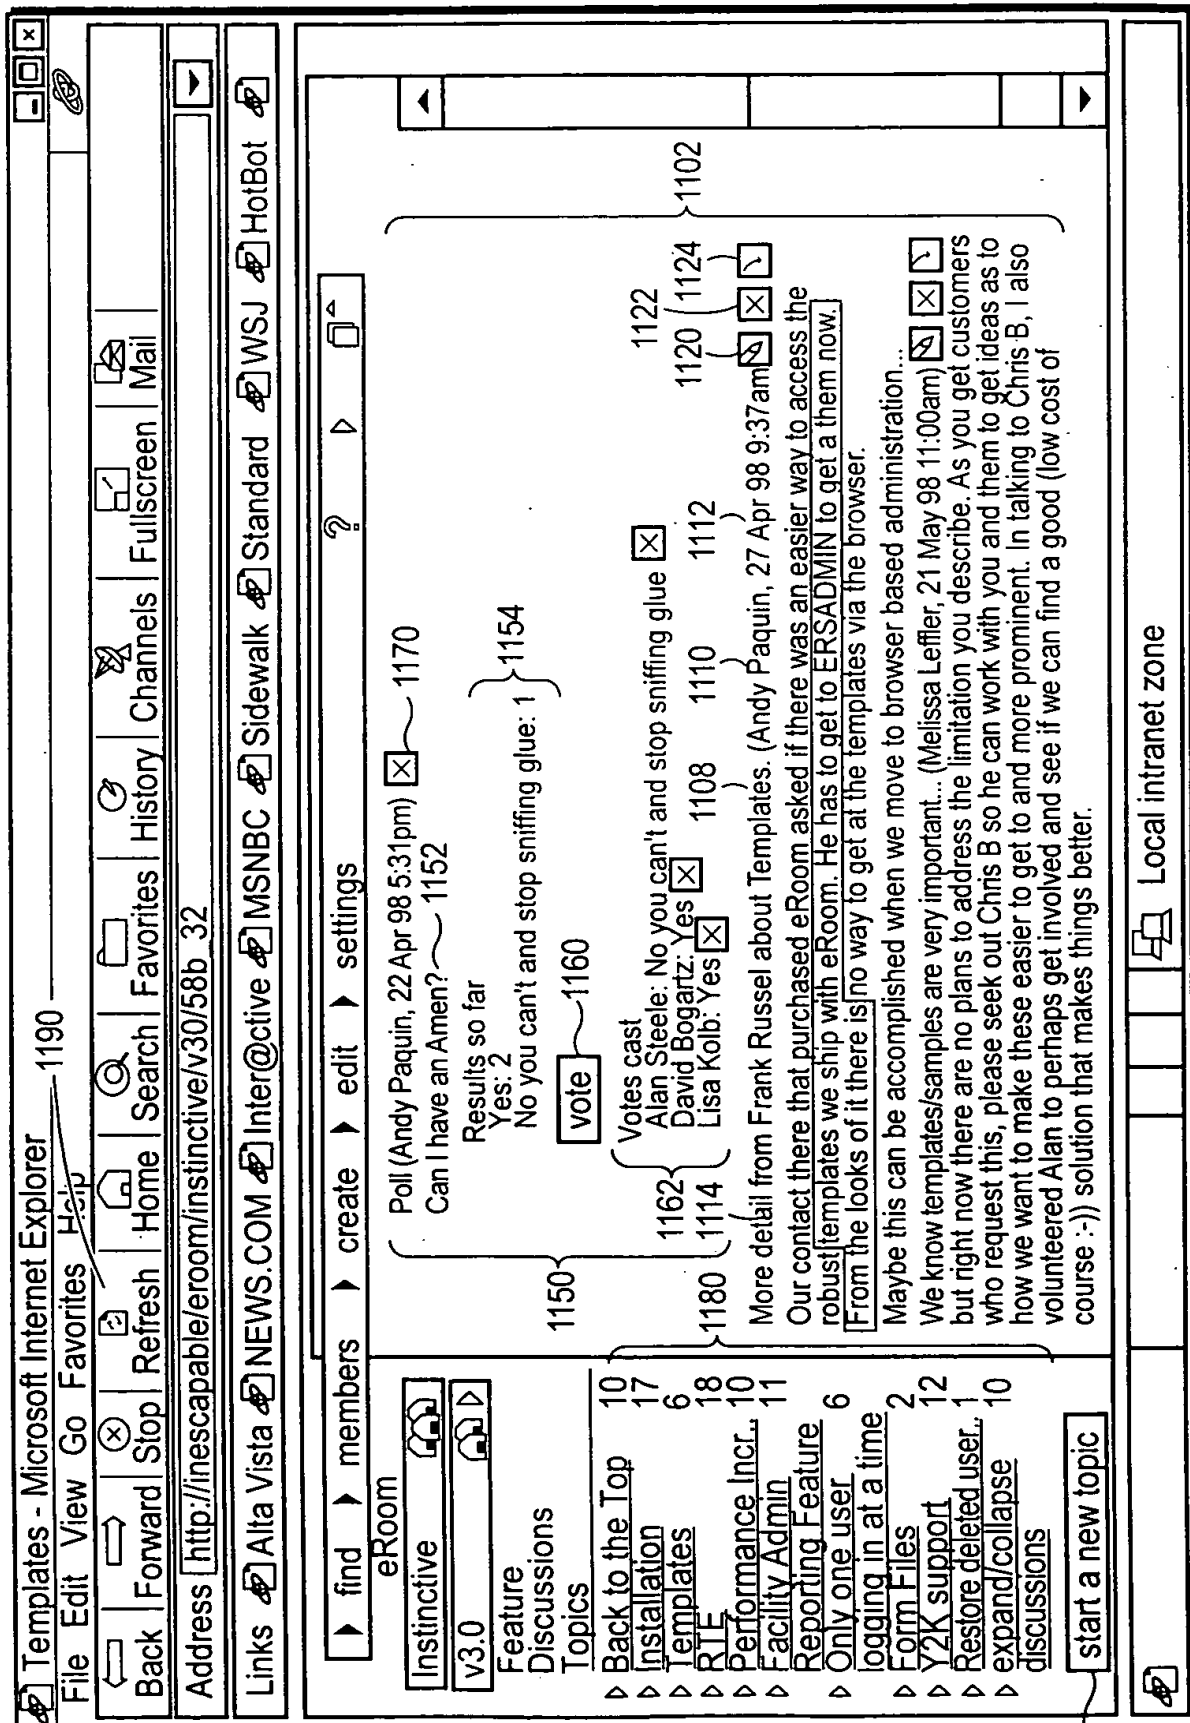 Templates - Microsoft Internet Explorer
1190
File Edit View Go Favorites Help
Back Forward Stop Refresh Home Search Favorites History Channels Fullscreen Mail
Address http://inescapable/eroom/instinctive/v30/58b_32
Links Alta Vista NEWS.COM Inter@ctive MSNBC Sidewalk Standard WSJ HotBot
find members create edit settings ?
eRoom
Instinctive
v3.0
Feature
Discussions
Topics
Back to the Top 10
Installation 17
Templates 6
RTE 18
Performance Incr.. 10
Facility Admin 11
Reporting Feature
Only one user 6
logging in at a time
Form Files 2
Y2K support 12
Restore deleted user.. 1
expand/collapse 10
discussions
start a new topic
1180
1150
Poll (Andy Paquin, 22 Apr 98 5:31pm) 1170
Can I have an Amen? 1152
Results so far
Yes: 2
No you can't and stop sniffing glue: 1
1154
vote 1160
Votes cast
Alan Steele: No you can't and stop sniffing glue
David Bogartz: Yes
Lisa Kolb: Yes
1162
1114
1108
1110
1112
1120
1122
1124
1102
More detail from Frank Russel about Templates. (Andy Paquin, 27 Apr 98 9:37am
Our contact there that purchased eRoom asked if there was an easier way to access the
robust templates we ship with eRoom. He has to get to ERSADMIN to get a them now.
From the looks of it there is no way to get at the templates via the browser.
Maybe this can be accomplished when we move to browser based administration...
We know templates/samples are very important... (Melissa Leffler, 21 May 98 11:00am)
but right now there are no plans to address the limitation you describe. As you get customers
who request this, please seek out Chris B so he can work with you and them to get ideas as to
how we want to make these easier to get to and more prominent. In talking to Chris B, I also
volunteered Alan to perhaps get involved and see if we can find a good (low cost of
course :-)) solution that makes things better.
Local intranet zone